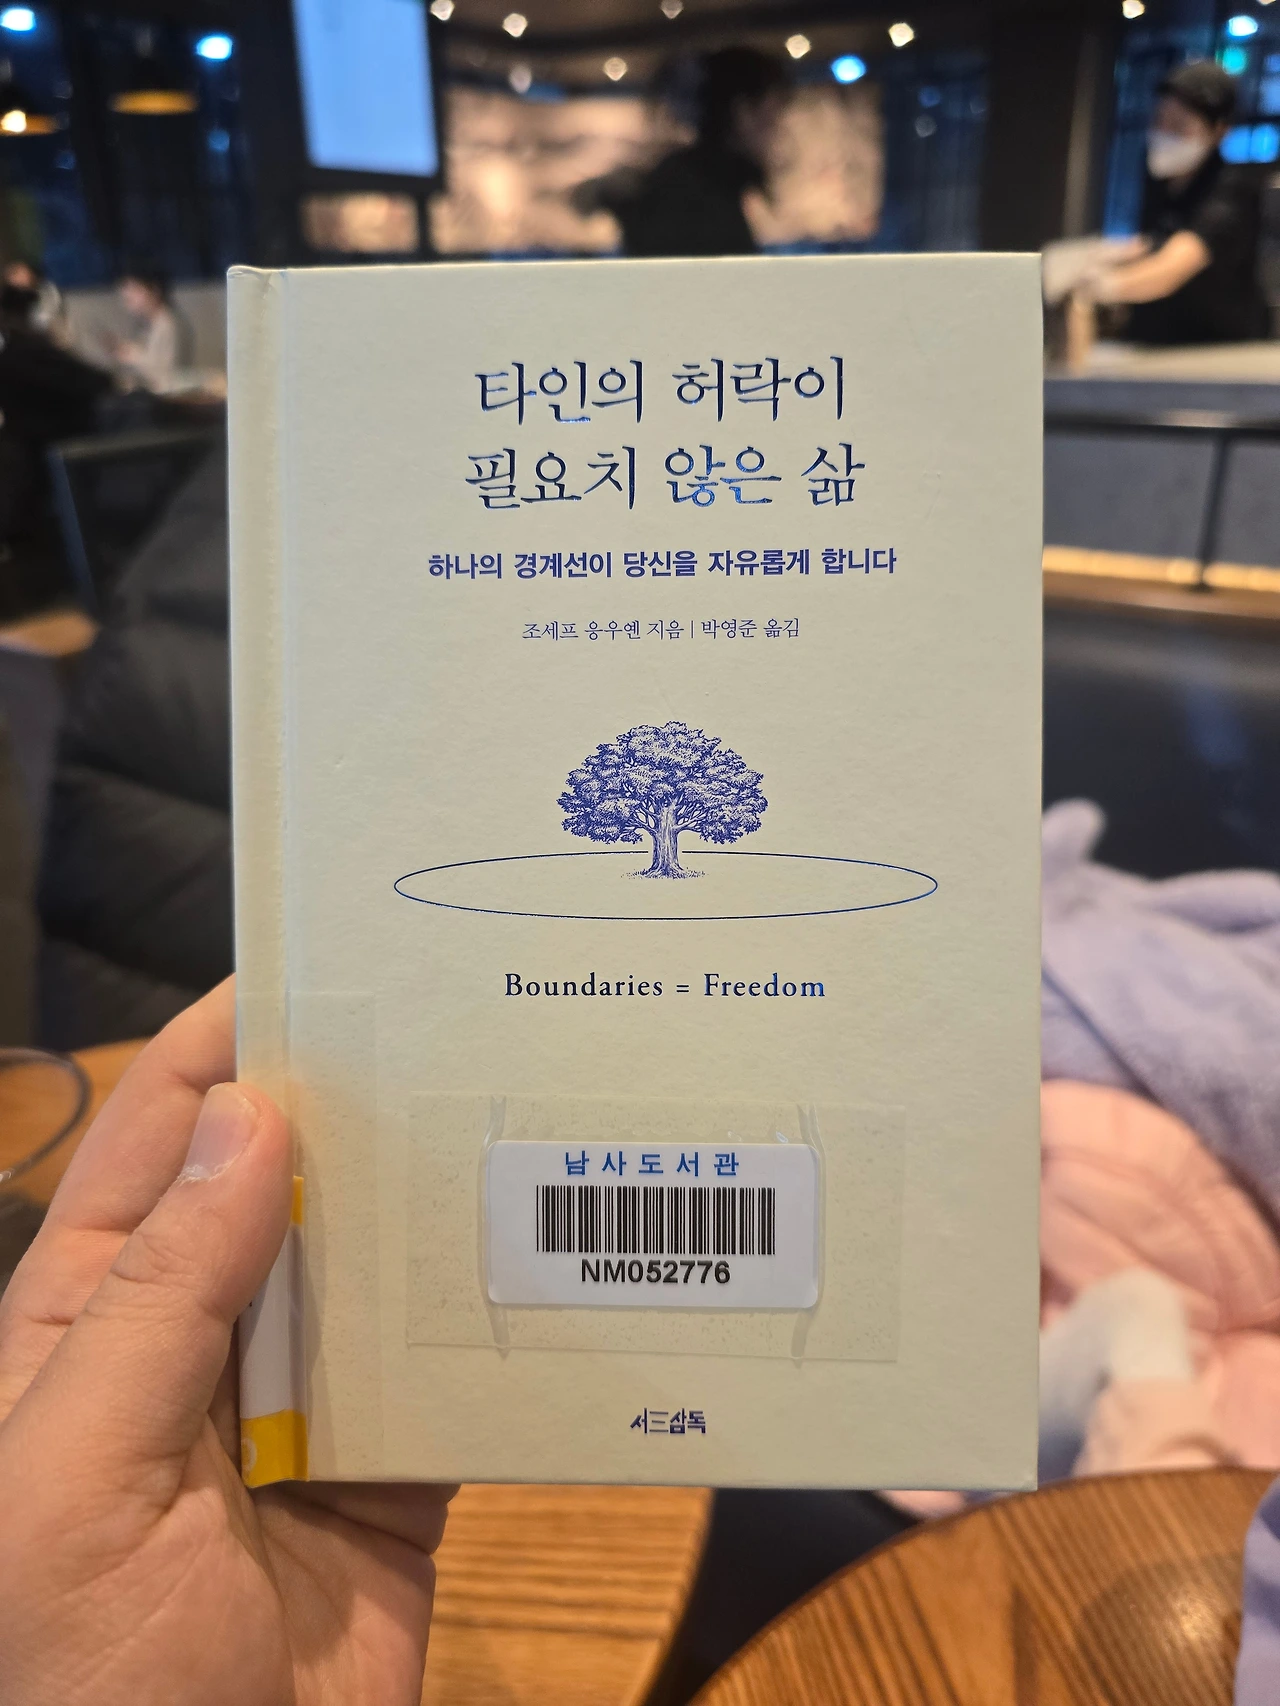 타인의 허락이
필요치 않은 삶
하나의 경계선이 당신을 자유롭게 합니다
조세프 응우옌 지음 | 박영준 옮김
Boundaries = Freedom
남사도서관
NM052776
서삼독